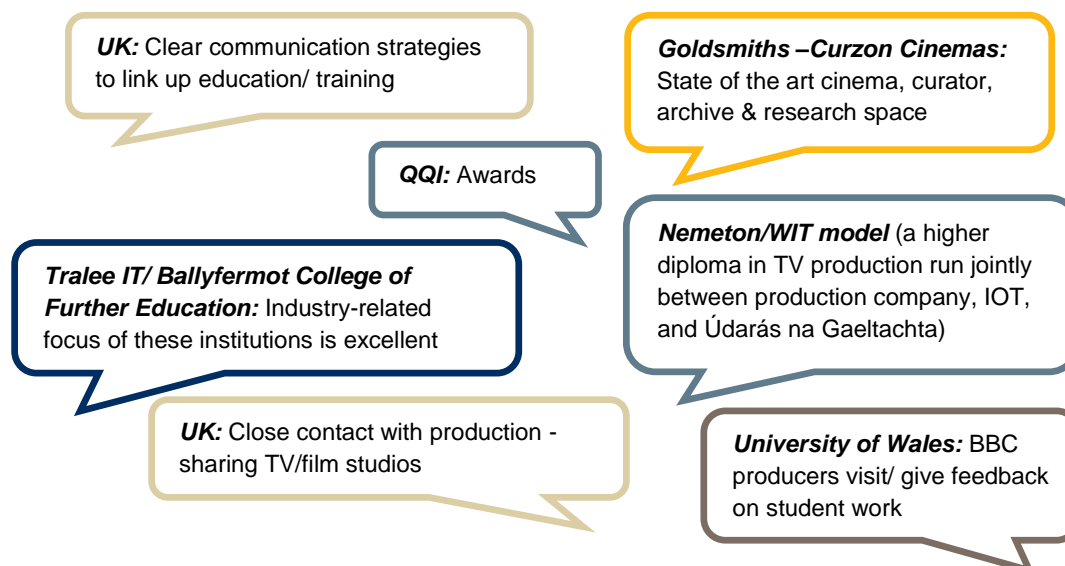 UK: Clear communication strategies
to link up education/ training
Goldsmiths –Curzon Cinemas:
State of the art cinema, curator,
archive & research space
QQI: Awards
Nemeton/WIT model (a higher
diploma in TV production run jointly
between production company, IOT,
and Údarás na Gaeltachta)
Tralee IT/ Ballyfermot College of
Further Education: Industry-related
focus of these institutions is excellent
UK: Close contact with production -
sharing TV/film studios
University of Wales: BBC
producers visit/ give feedback
on student work